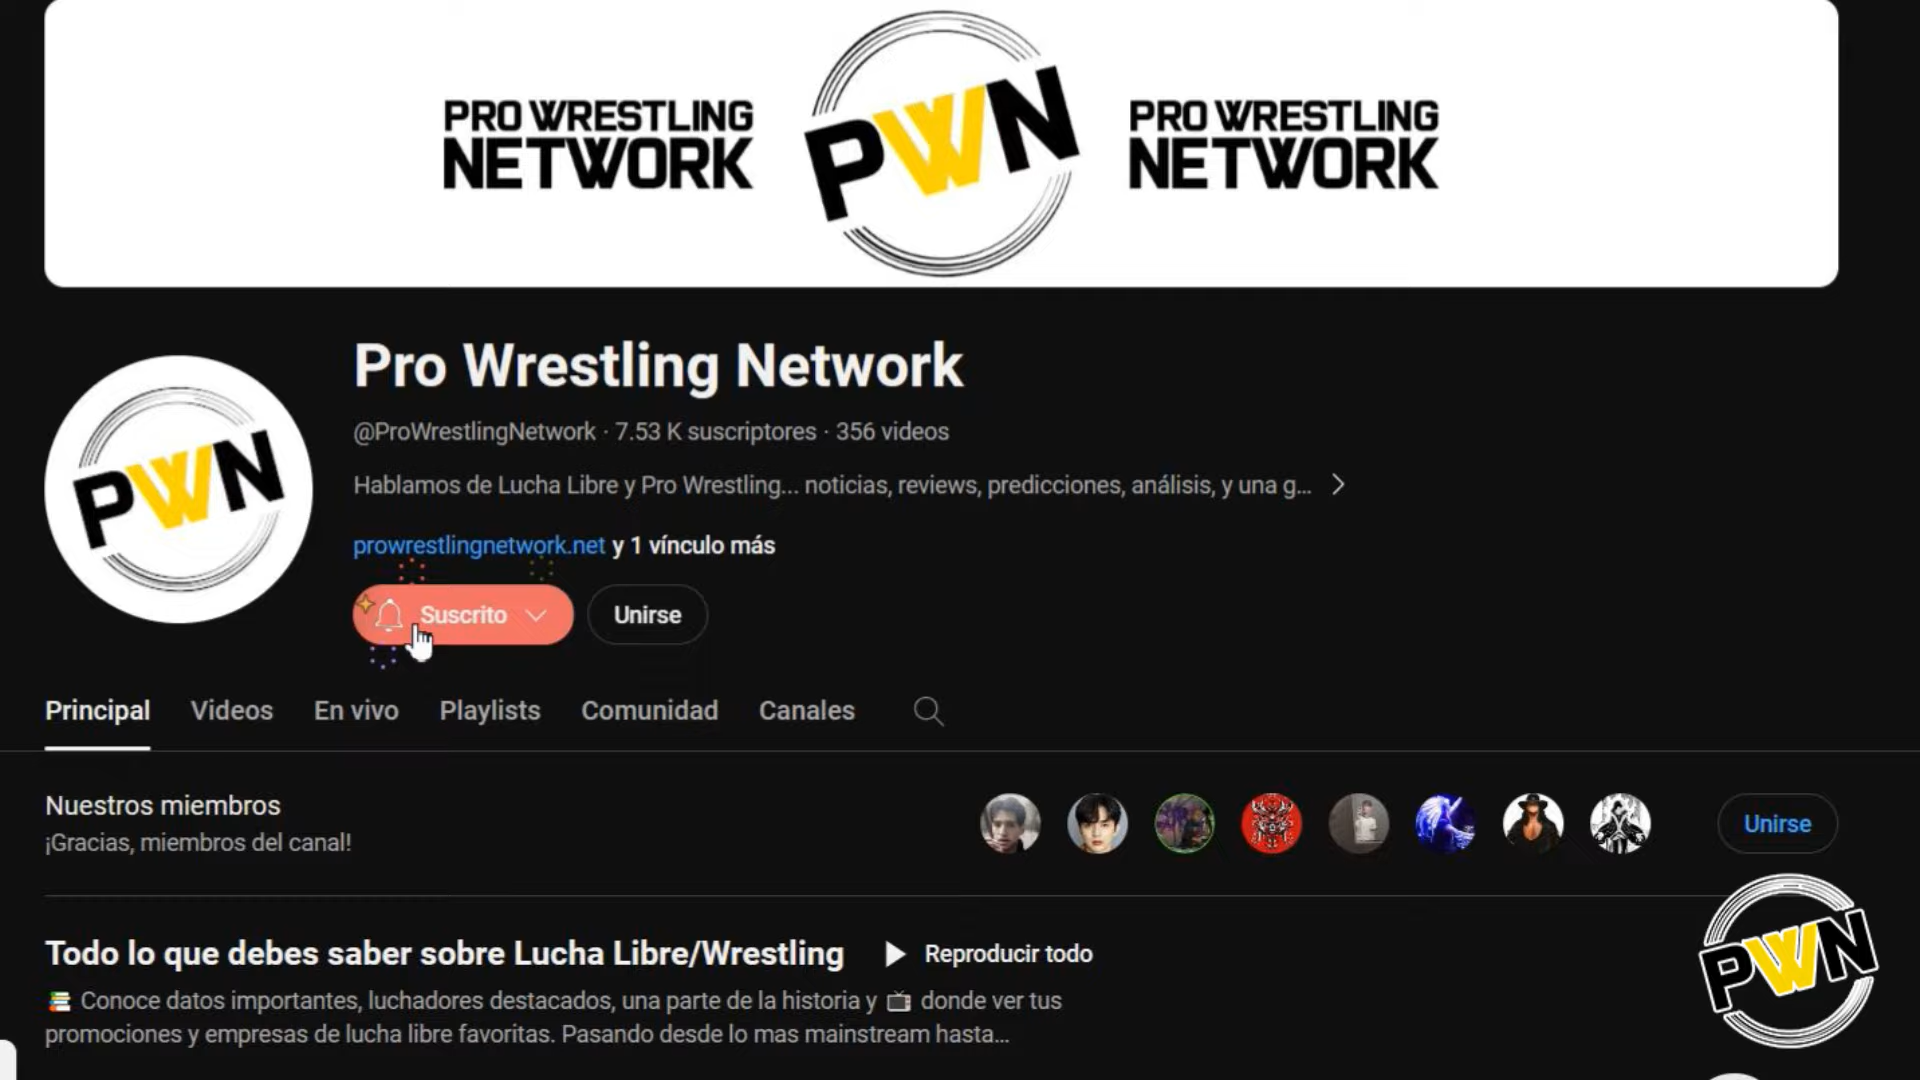 PRO WRESTLING
NETWORK
PWN
PRO WRESTLING
NETWORK
PWN
Pro Wrestling Network
@ProWrestlingNetwork · 7.53 K suscriptores · 356 videos
Hablamos de Lucha Libre y Pro Wrestling... noticias, reviews, predicciones, análisis, y una g...
prowrestlingnetwork.net y 1 vínculo más
Suscrito
Unirse
Principal Videos En vivo Playlists Comunidad Canales
Nuestros miembros
¡Gracias, miembros del canal!
Unirse
Todo lo que debes saber sobre Lucha Libre/Wrestling
Reproducir todo
Conoce datos importantes, luchadores destacados, una parte de la historia y donde ver tus
promociones y empresas de lucha libre favoritas. Pasando desde lo mas mainstream hasta...
PWN